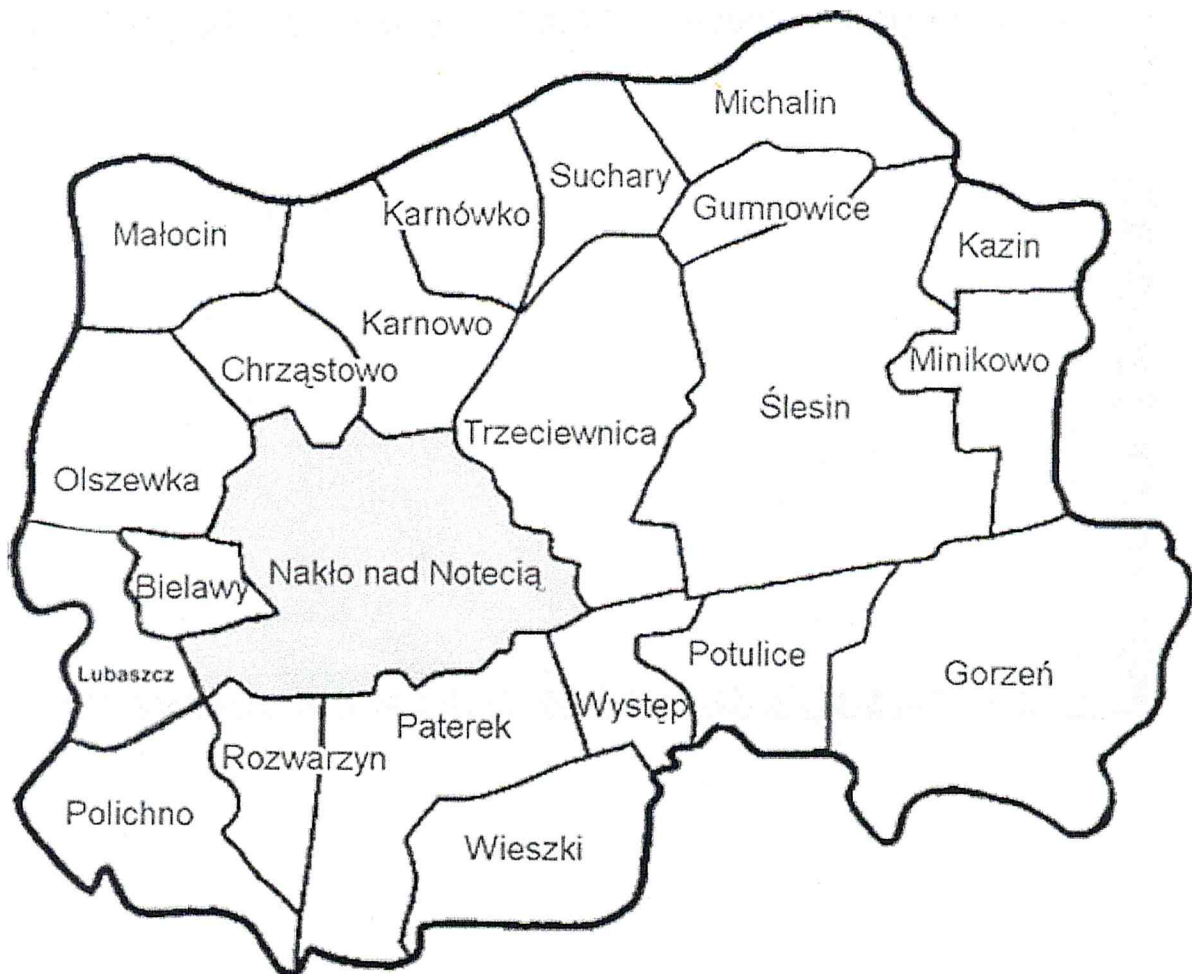 Michalin
Suchary
Karnówko
Gumnowice
Małocin
Kazin
Karnowo
Chrząstowo
Minikowo
Ślesin
Trzeciewnica
Olszewka
Bielawy
Nakło nad Notecią
Lubaszcz
Potulice
Gorzeń
Występ
Paterek
Rozwarzyn
Polichno
Wieszki